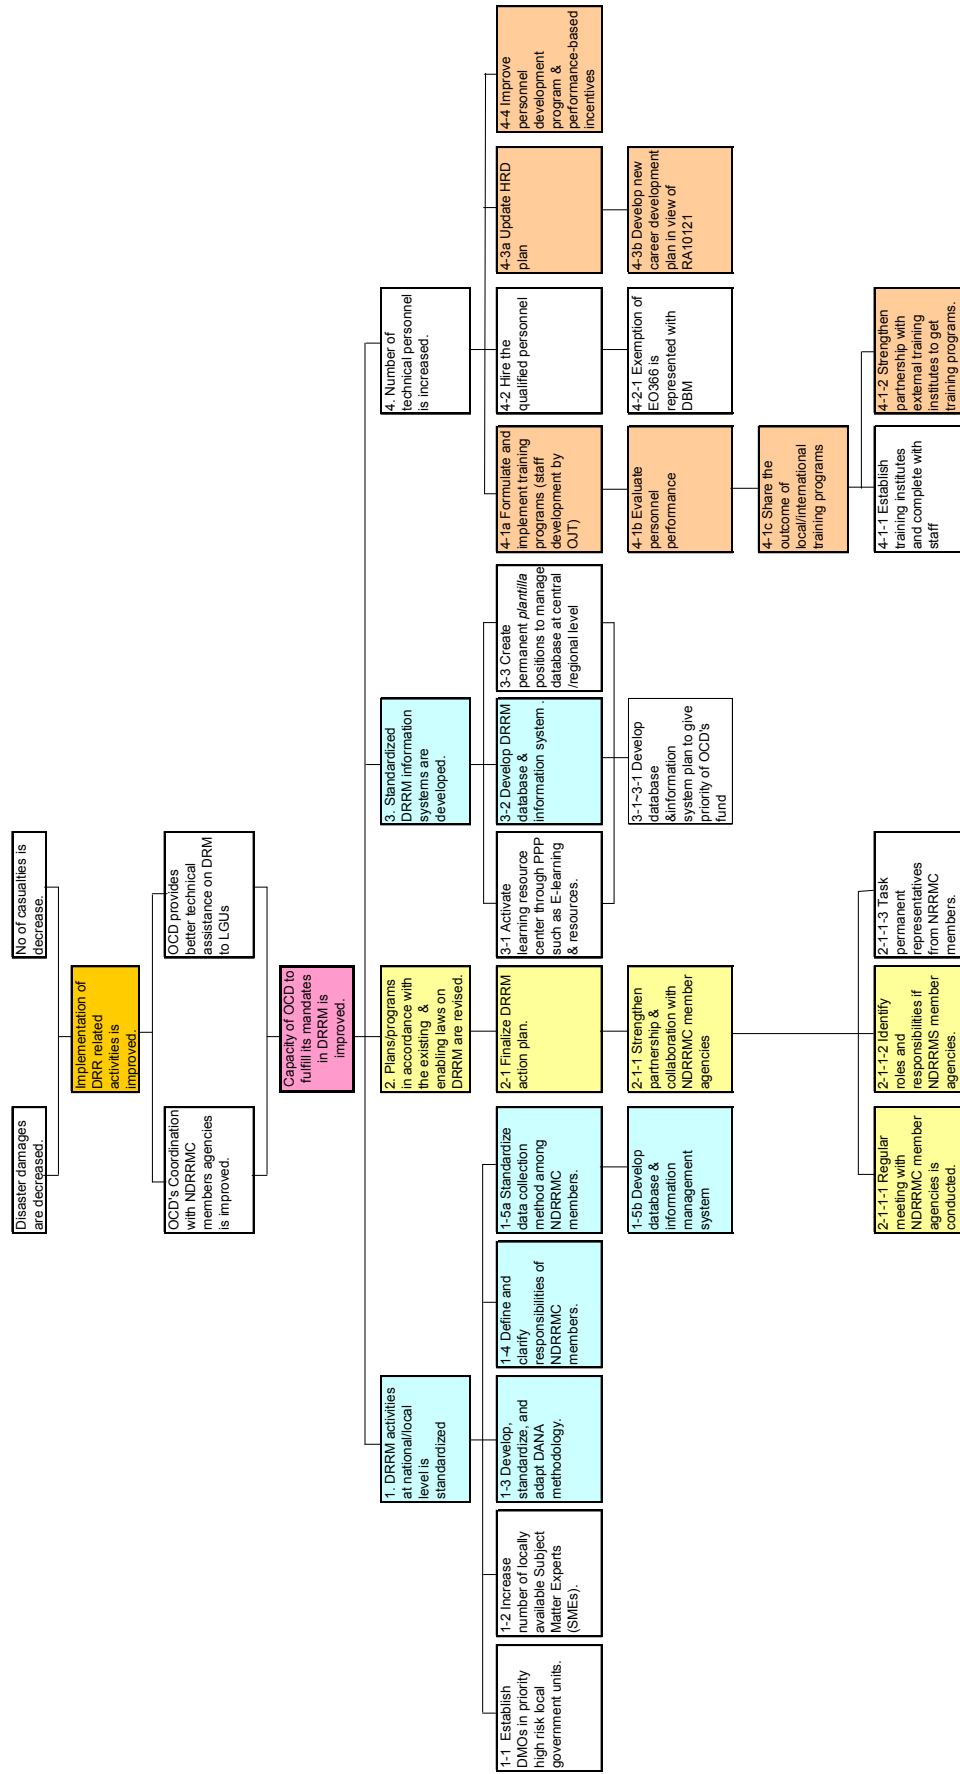 Disaster damages
are decreased.
No of casualties is
decrease.
Implementation of
DRR related
activities is
improved.
OCD's Coordination
with NDRRMC
members agencies
is improved.
OCD provides
better technical
assistance on DRM
to LGUs
Capacity of OCD to
fulfill its mandates
in DRRM is
improved.
1. DRRM activities
at national/local
level is
standardized
2. Plans/programs
in accordance with
the existing &
enabling laws on
DRRM are revised.
3. Standardized
DRRM information
systems are
developed.
4. Number of
technical personnel
is increased.
1-1 Establish
DMOs in priority
high risk local
government units.
1-2 Increase
number of locally
available Subject
Matter Experts
(SMEs).
1-3 Develop,
standardize, and
adapt DANA
methodology.
1-4 Define and
clarify
responsibilities of
NDRRMC
members.
1-5a Standardize
data collection
method among
NDRRMC
members.
2-1 Finalize DRRM
action plan.
3-1 Activate
learning resource
center through PPP
such as E-learning
& resources.
3-2 Develop DRRM
database &
information system .
3-3 Create
permanent plantilla
positions to manage
database at central
/regional level
4-1a Formulate and
implement training
programs (staff
development by
OJT)
4-2 Hire the
qualified personnel
4-3a Update HRD
plan
4-4 Improve
personnel
development
program &
performance-based
incentives
1-5b Develop
database &
information
management
system
2-1-1 Strengthen
partnership &
collaboration with
NDRRMC member
agencies
3-1~3-1 Develop
database
&information
system plan to give
priority of OCD's
fund
4-1b Evaluate
personnel
performance
4-2-1 Exemption of
EO366 is
represented with
DBM
4-3b Develop new
career development
plan in view of
RA10121
4-1c Share the
outcome of
local/international
training programs
2-1-1-1 Regular
meeting with
NDRRMC member
agencies is
conducted.
2-1-1-2 Identify
roles and
responsibilities if
NDRRMS member
agencies.
2-1-1-3 Task
permanent
representatives
from NRRMC
members.
4-1-1 Establish
training institutes
and complete with
staff
4-1-2 Strengthen
partnership with
external training
institutes to get
training programs.